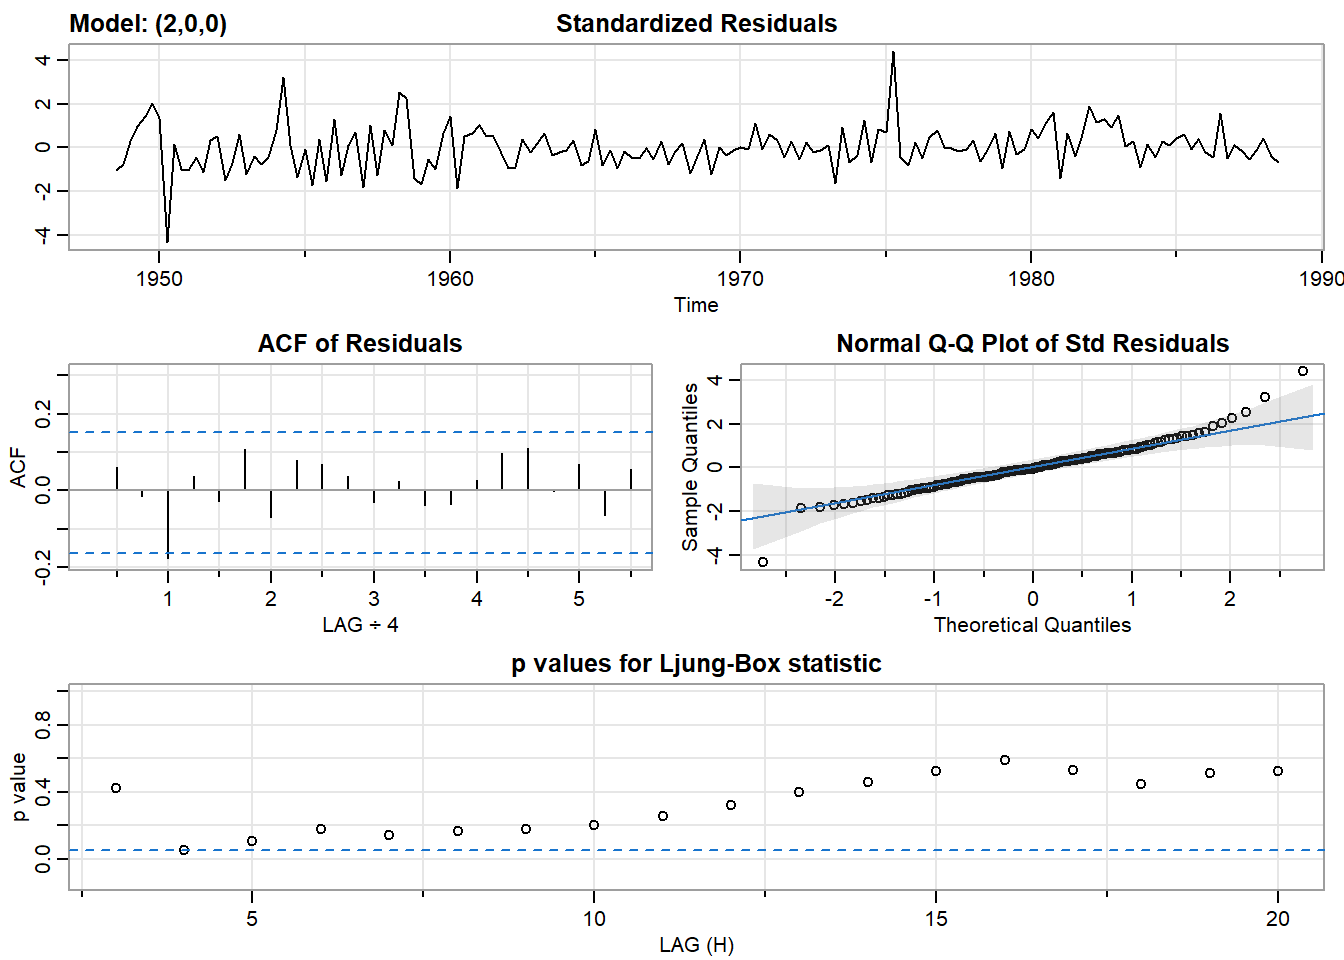 Model: (2,0,0) Standardized Residuals
4
2
0
-2
-4
1950 1960 1970 1980 1990
Time
ACF of Residuals
ACF
0.2
0.0
-0.2
1 2 3 4 5
LAG ÷ 4
Normal Q-Q Plot of Std Residuals
Sample Quantiles
4
2
0
-2
-4
-2 -1 0 1 2
Theoretical Quantiles
p values for Ljung-Box statistic
p value
0.8
0.4
0.0
5 10 15 20
LAG (H)